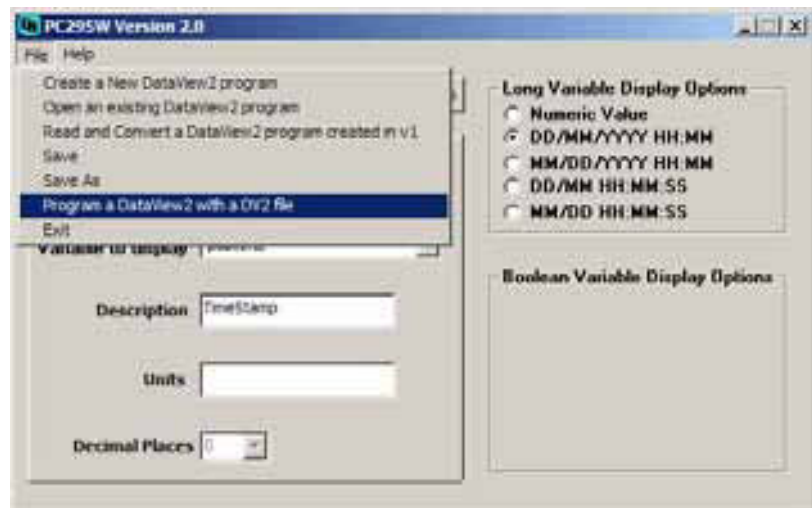 PC295W Version 2.0
File Help
Create a New DataView2 program
Open an existing DataView2 program
Read and Convert a DataView2 program created in v1
Save
Save As
Program a DataView2 with a DV2 file
Exit
Variable to display
Description TimeStamp
Units
Decimal Places 0
Long Variable Display Options
Numeric Value
DD/MM/YYYY HH:MM
MM/DD/YYYY HH:MM
DD/MM HH:MM:SS
MM/DD HH:MM:SS
Boolean Variable Display Options